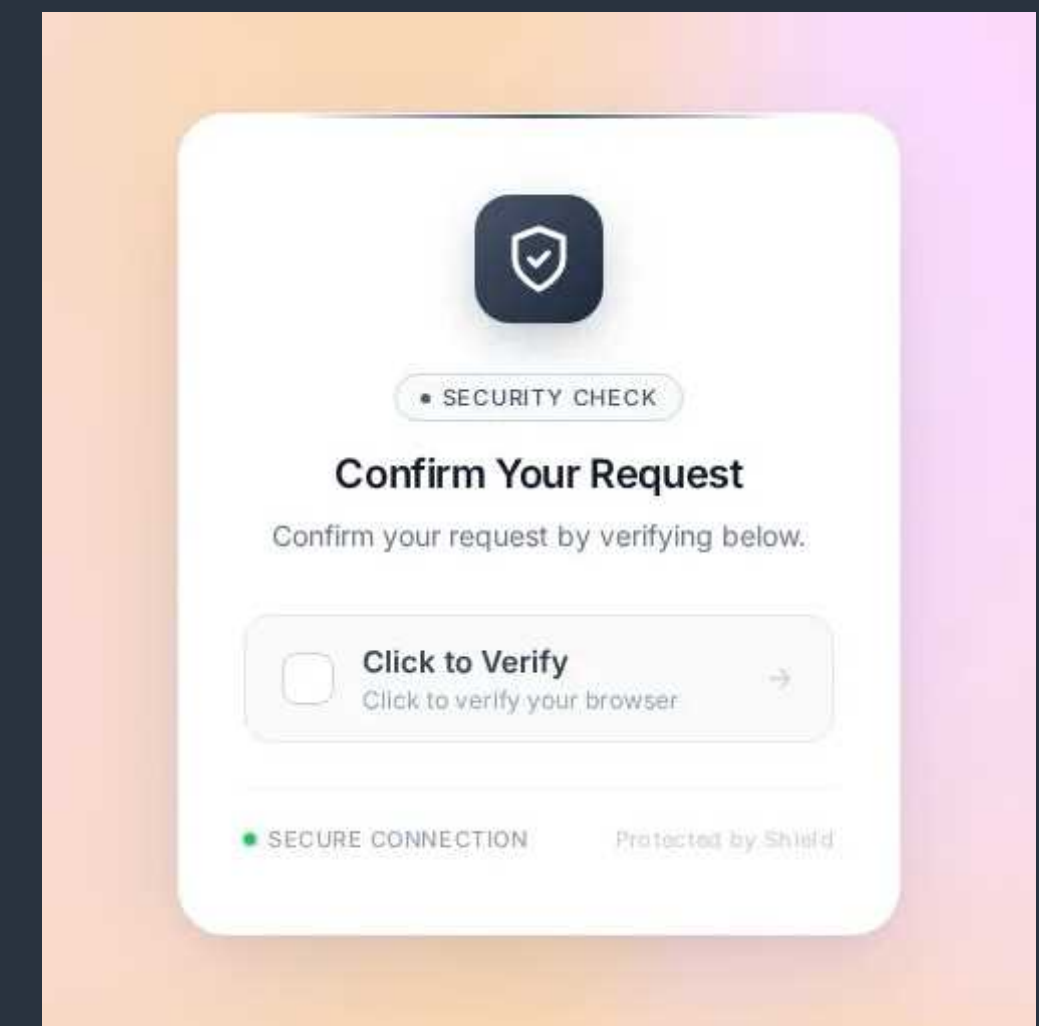 SECURITY CHECK
Confirm Your Request
Confirm your request by verifying below.
Click to Verify
Click to verify your browser
SECURE CONNECTION
Protected by Shield